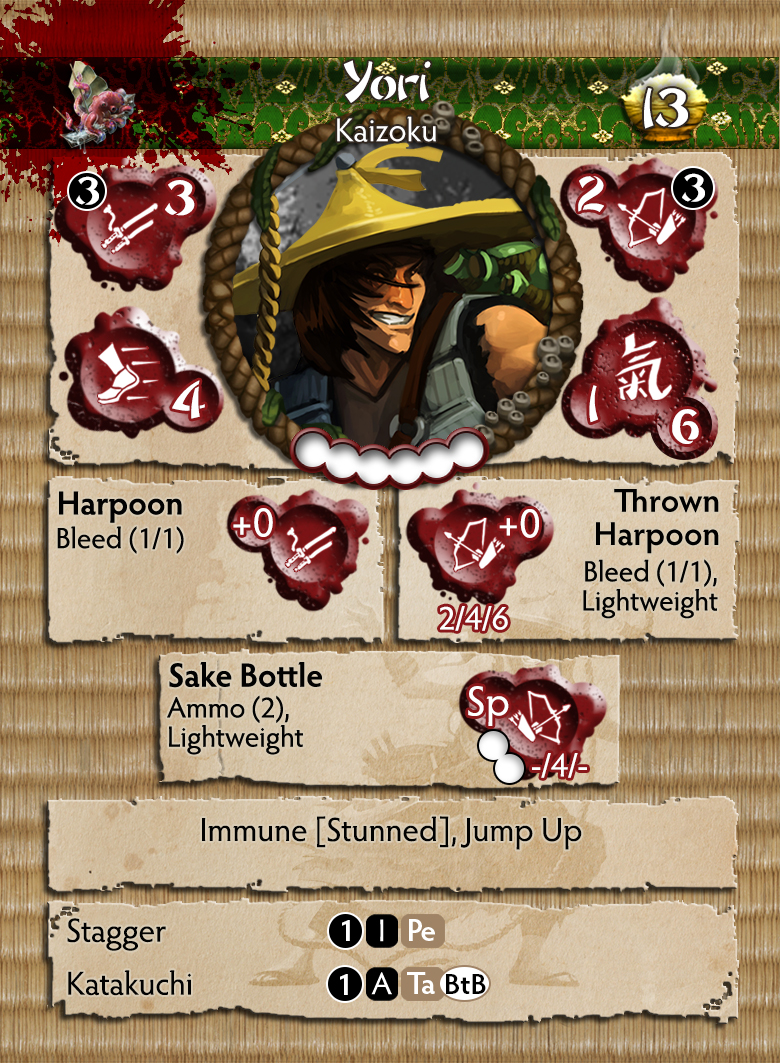 Yori
13
Kaizoku
3 3
2 3
4
氣
1 6
Harpoon
Bleed (1/1)
+0
+0
2/4/6
Thrown
Harpoon
Bleed (1/1),
Lightweight
Sake Bottle
Ammo (2),
Lightweight
Sp
-/4/-
Immune [Stunned], Jump Up
Stagger 1 I Pe
Katakuchi 1 A Ta BtB